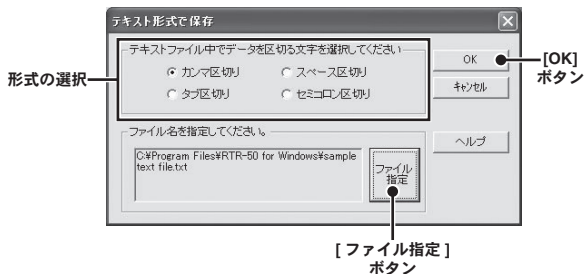 テキスト形式で保存
テキストファイル中でデータを区切る文字を選択してください
カンマ区切り
スペース区切り
タブ区切り
セミコロン区切り
OK
キャンセル
ヘルプ
形式の選択
[OK]
ボタン
ファイル名を指定してください。
C:¥Program Files¥RTR-50 for Windows¥sample
text file.txt
ファイル
指定
[ ファイル指定 ]
ボタン